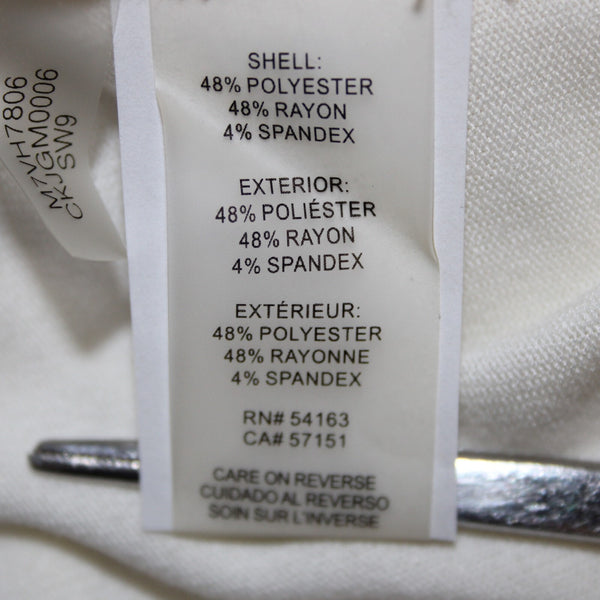 M7VH7806
CKJGM0006
SW9
SHELL:
48% POLYESTER
48% RAYON
4% SPANDEX
EXTERIOR:
48% POLIÉSTER
48% RAYON
4% SPANDEX
EXTÉRIEUR:
48% POLYESTER
48% RAYONNE
4% SPANDEX
RN# 54163
CA# 57151
CARE ON REVERSE
CUIDADO AL REVERSO
SOIN SUR L'INVERSE